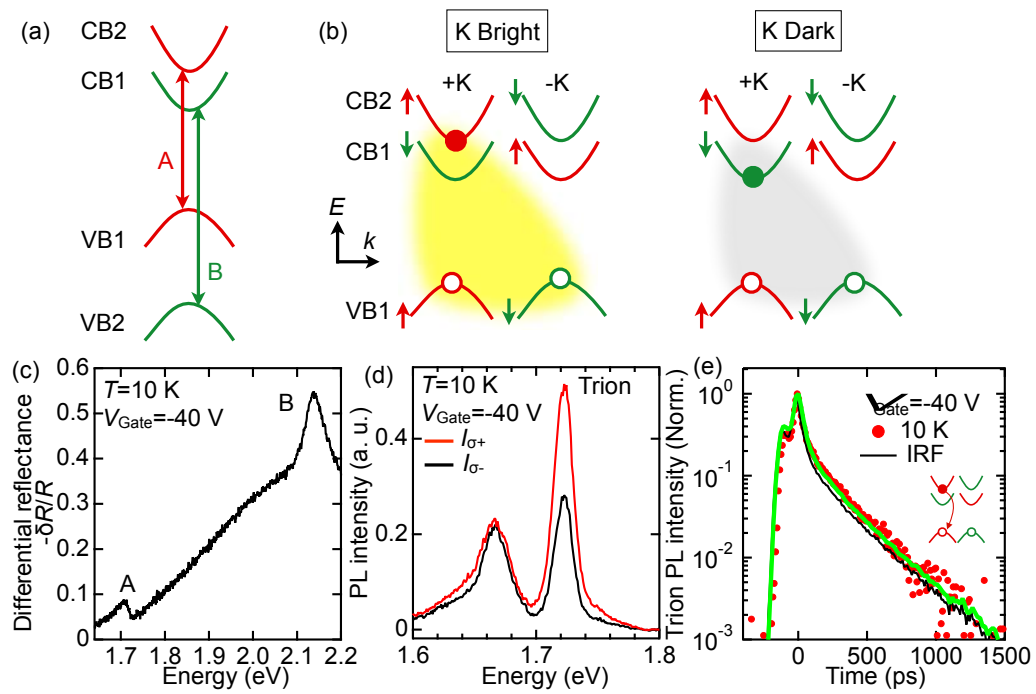 (a)
CB2
CB1
A
VB1
B
VB2
(b)
K Bright
K Dark
+K
-K
+K
-K
CB2
CB1
E
k
VB1
(c)
T=10 K
V_Gate=-40 V
B
A
Differential reflectance
-δR/R
0.6
0.5
0.4
0.3
0.2
0.1
0
1.7
1.8
1.9
2.0
2.1
2.2
Energy (eV)
(d)
T=10 K
V_Gate=-40 V
Trion
I_σ+
I_σ-
PL intensity (a. u.)
0.4
0.2
0
1.6
1.7
1.8
Energy (eV)
(e)
Gate=-40 V
10 K
IRF
Trion PL intensity (Norm.)
10^0
10^-1
10^-2
10^-3
0
500
1000
1500
Time (ps)